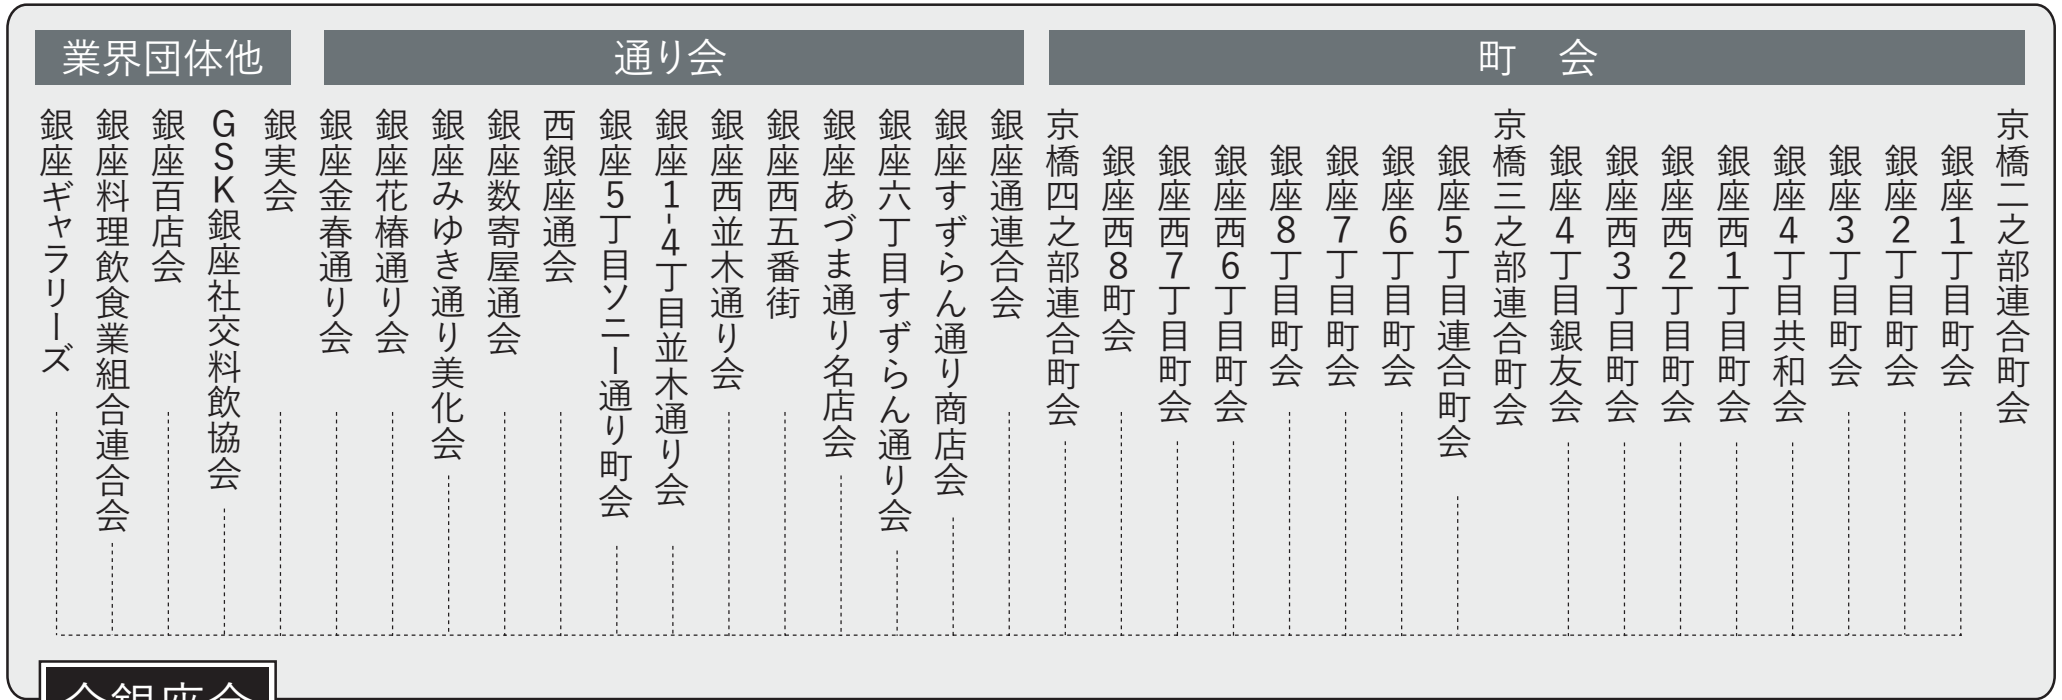 町　会
京橋二之部連合町会
銀座1丁目町会
銀座2丁目町会
銀座3丁目町会
銀座4丁目共和会
銀座西1丁目町会
銀座西2丁目町会
銀座西3丁目町会
銀座4丁目銀友会
京橋三之部連合町会
銀座5丁目連合町会
銀座6丁目町会
銀座7丁目町会
銀座8丁目町会
銀座西6丁目町会
銀座西7丁目町会
銀座西8町会
京橋四之部連合町会
通り会
銀座通連合会
銀座すずらん通り商店会
銀座六丁目すずらん通り会
銀座あづま通り名店会
銀座西五番街
銀座西並木通り会
銀座1-4丁目並木通り会
銀座5丁目ソニー通り町会
西銀座通会
銀座数寄屋通会
銀座みゆき通り美化会
銀座花椿通り会
銀座金春通り会
業界団体他
銀実会
GSK銀座社交料飲協会
銀座百店会
銀座料理飲食業組合連合会
銀座ギャラリーズ
全銀座会